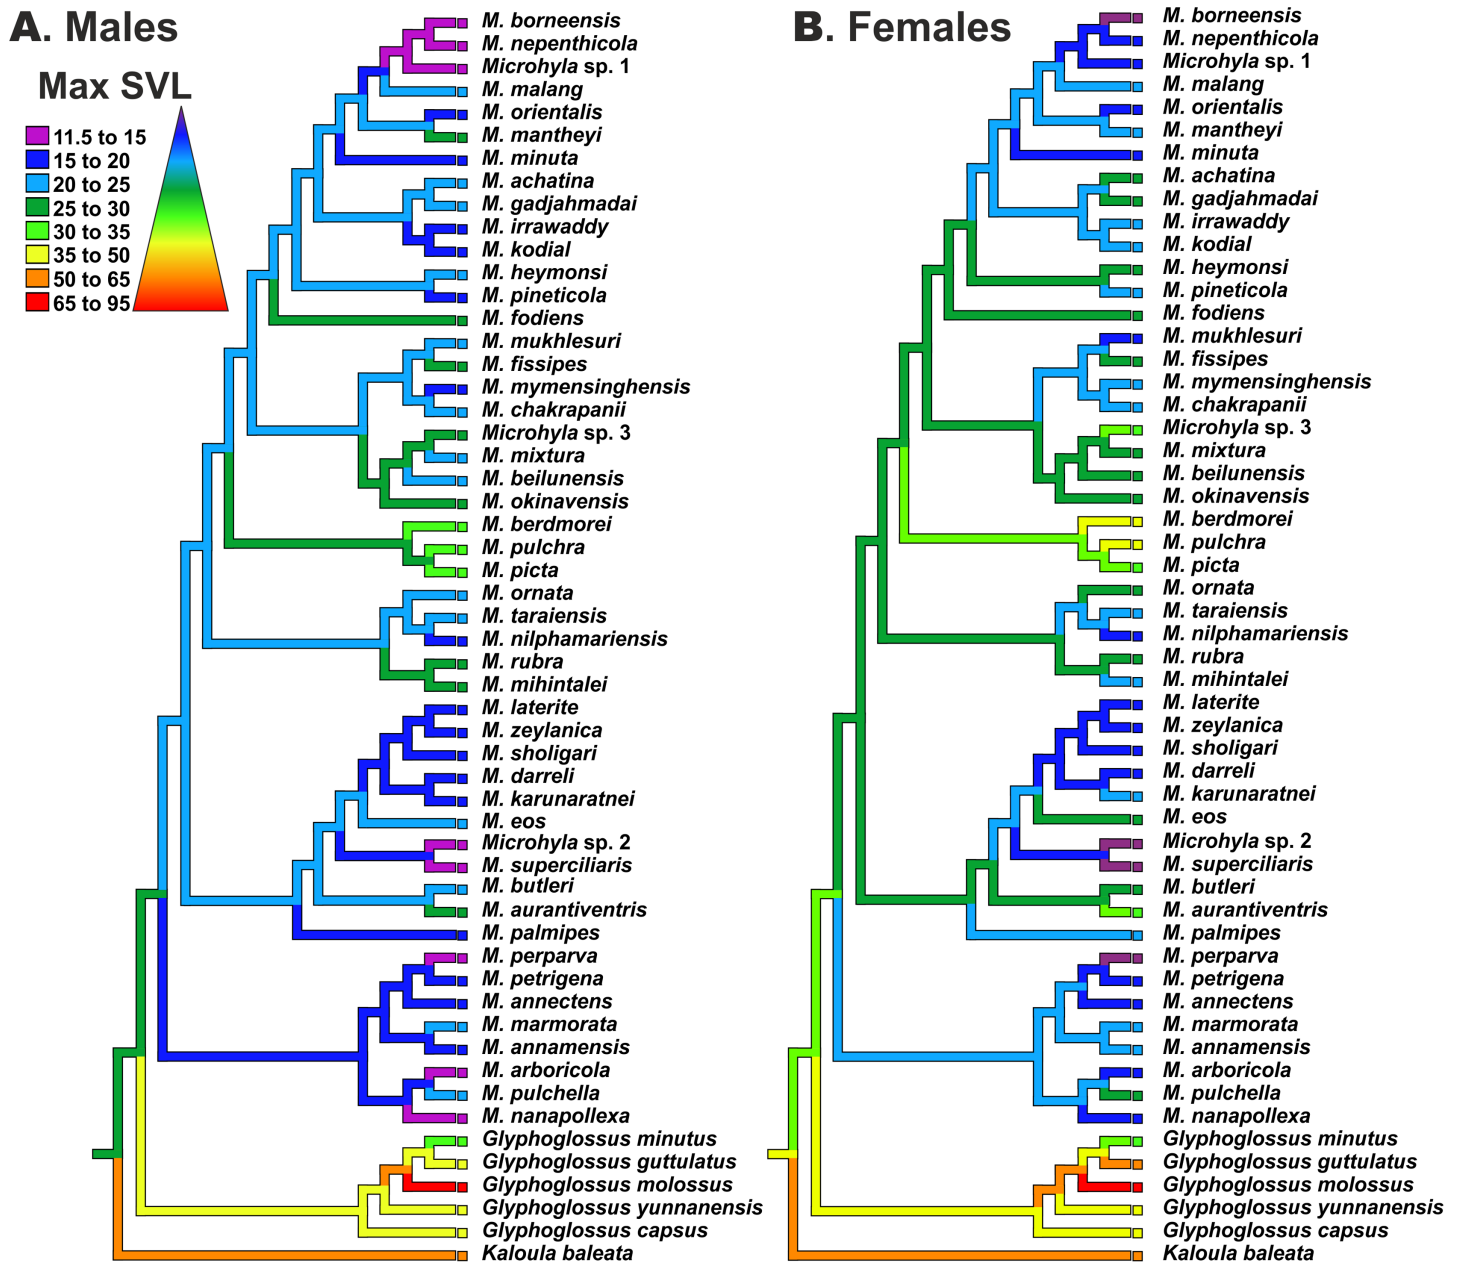 A. Males
Max SVL
11.5 to 15
15 to 20
20 to 25
25 to 30
30 to 35
35 to 50
50 to 65
65 to 95
M. borneensis
M. nepenthicola
Microhyla sp. 1
M. malang
M. orientalis
M. mantheyi
M. minuta
M. achatina
M. gadjahmadai
M. irrawaddy
M. kodial
M. heymonsi
M. pineticola
M. fodiens
M. mukhlesuri
M. fissipes
M. mymensinghensis
M. chakrapanii
Microhyla sp. 3
M. mixtura
M. beilunensis
M. okinavensis
M. berdmorei
M. pulchra
M. picta
M. ornata
M. taraiensis
M. nilphamariensis
M. rubra
M. mihintalei
M. laterite
M. zeylanica
M. sholigari
M. darreli
M. karunaratnei
M. eos
Microhyla sp. 2
M. superciliaris
M. butleri
M. aurantiventris
M. palmipes
M. perparva
M. petrigena
M. annectens
M. marmorata
M. annamensis
M. arboricola
M. pulchella
M. nanapollexa
Glyphoglossus minutus
Glyphoglossus guttulatus
Glyphoglossus molossus
Glyphoglossus yunnanensis
Glyphoglossus capsus
Kaloula baleata
B. Females
M. borneensis
M. nepenthicola
Microhyla sp. 1
M. malang
M. orientalis
M. mantheyi
M. minuta
M. achatina
M. gadjahmadai
M. irrawaddy
M. kodial
M. heymonsi
M. pineticola
M. fodiens
M. mukhlesuri
M. fissipes
M. mymensinghensis
M. chakrapanii
Microhyla sp. 3
M. mixtura
M. beilunensis
M. okinavensis
M. berdmorei
M. pulchra
M. picta
M. ornata
M. taraiensis
M. nilphamariensis
M. rubra
M. mihintalei
M. laterite
M. zeylanica
M. sholigari
M. darreli
M. karunaratnei
M. eos
Microhyla sp. 2
M. superciliaris
M. butleri
M. aurantiventris
M. palmipes
M. perparva
M. petrigena
M. annectens
M. marmorata
M. annamensis
M. arboricola
M. pulchella
M. nanapollexa
Glyphoglossus minutus
Glyphoglossus guttulatus
Glyphoglossus molossus
Glyphoglossus yunnanensis
Glyphoglossus capsus
Kaloula baleata